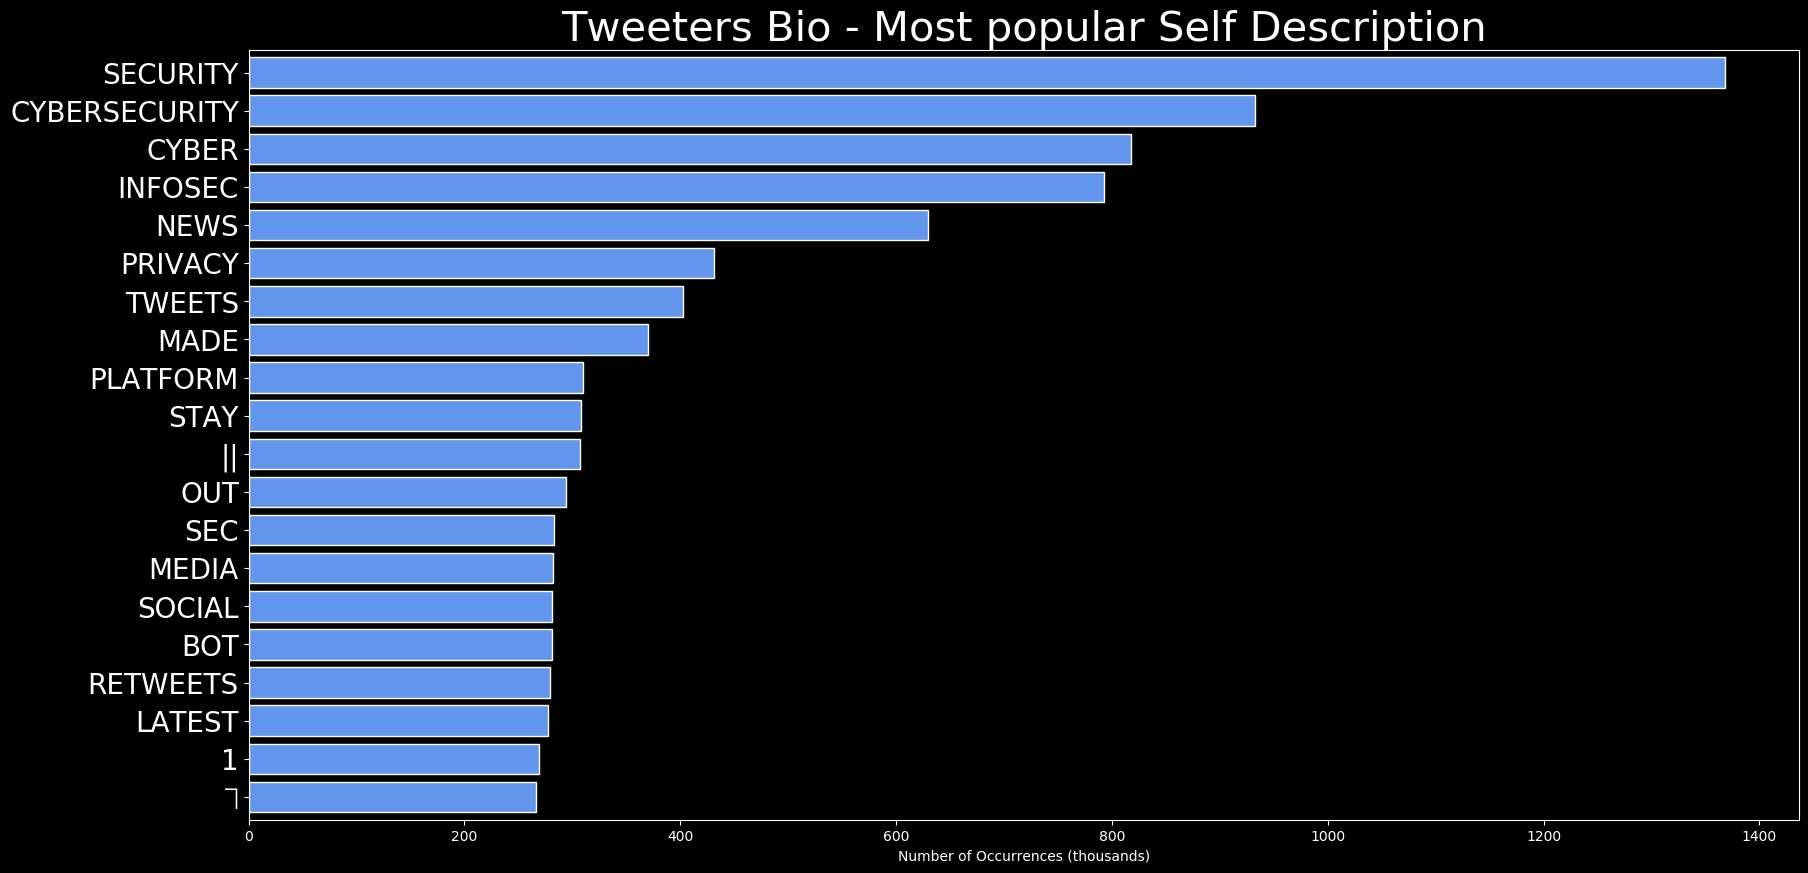 Tweeters Bio - Most popular Self Description
SECURITY
CYBERSECURITY
CYBER
INFOSEC
NEWS
PRIVACY
TWEETS
MADE
PLATFORM
STAY
||
OUT
SEC
MEDIA
SOCIAL
BOT
RETWEETS
LATEST
1
0 200 400 600 800 1000 1200 1400
Number of Occurrences (thousands)